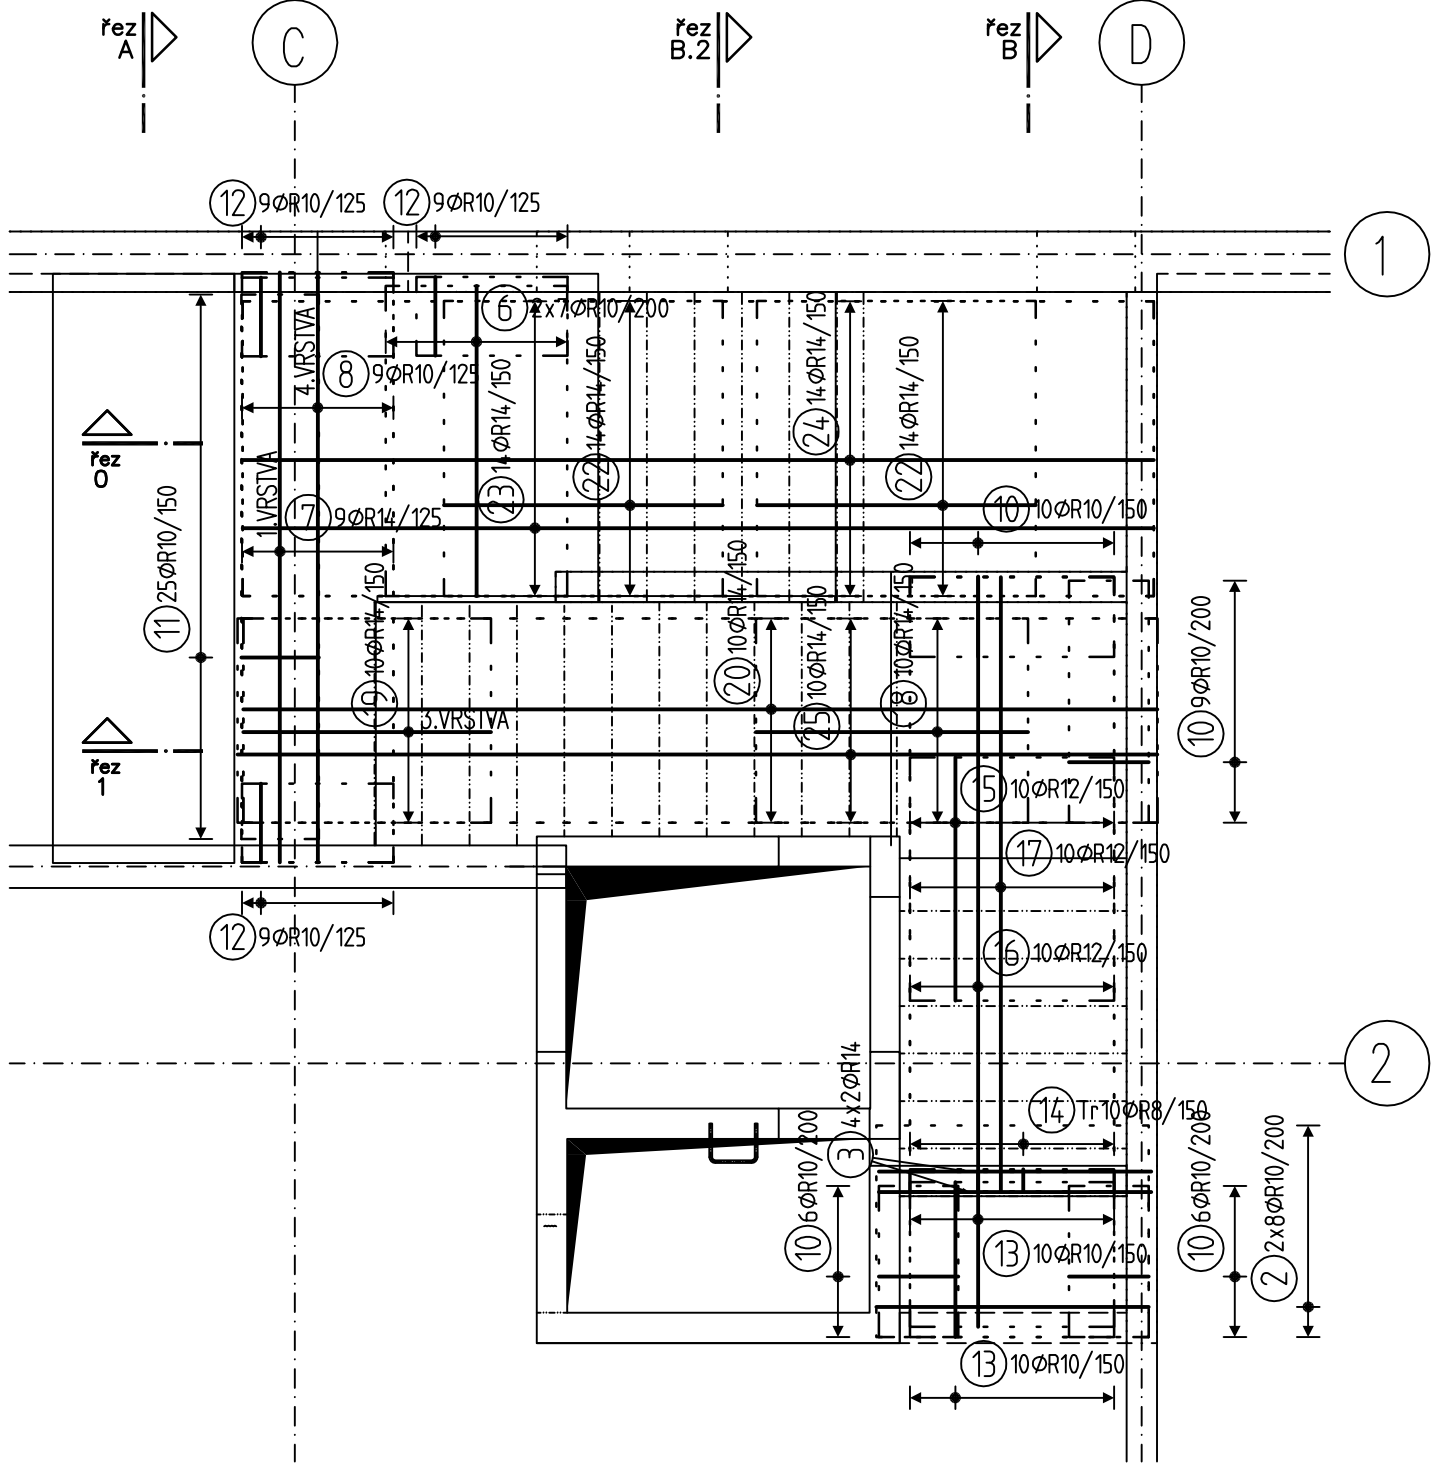 řez
A
C
řez
B.2
řez
B
D
12 9ØR10/125
12 9ØR10/125
1
6 2x7ØR10/200
4.VRSTVA
8 9ØR10/125
23 14ØR14/150
22 14ØR14/150
24 14ØR14/150
22 14ØR14/150
řez
0
1.VRSTVA
7 9ØR14/125
10 10ØR10/150
11 25ØR10/150
19 10ØR14/150
20 10ØR14/150
25 10ØR14/150
18 10ØR14/150
10 9ØR10/200
3.VRSTVA
řez
1
15 10ØR12/150
17 10ØR12/150
12 9ØR10/125
16 10ØR12/150
2
3 4x2ØR14
14 Tr10ØR8/150
10 6ØR10/200
10 6ØR10/200
2 2x8ØR10/200
13 10ØR10/150
13 10ØR10/150